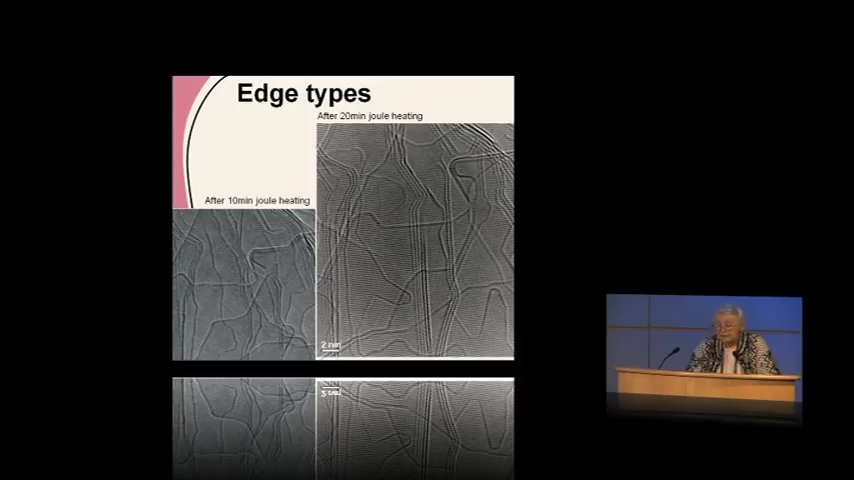 Edge types
After 20min joule heating
After 10min joule heating
2 nm